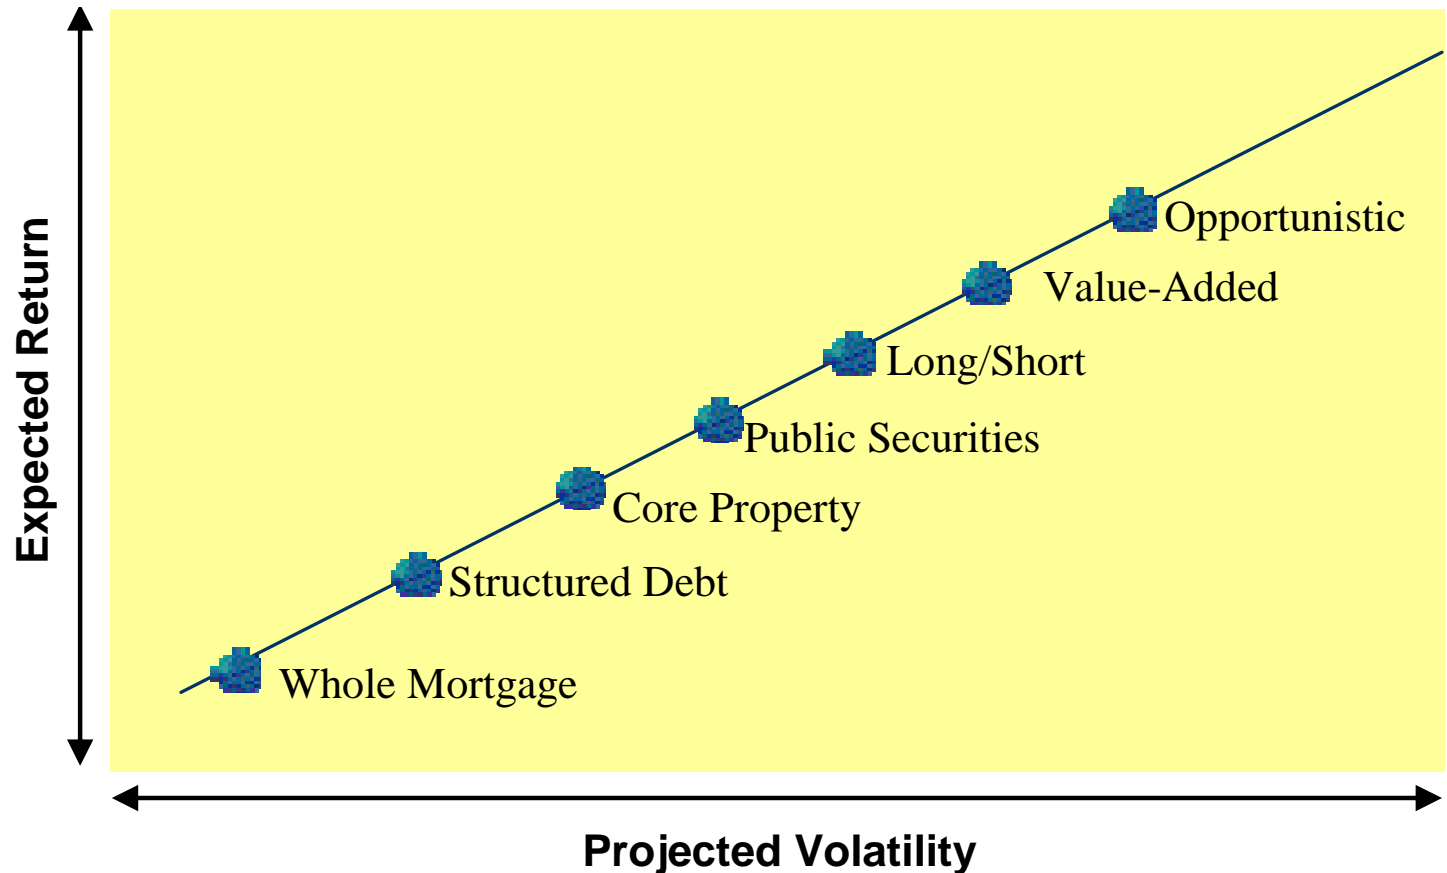 Expected Return
Opportunistic
Value-Added
Long/Short
Public Securities
Core Property
Structured Debt
Whole Mortgage
Projected Volatility